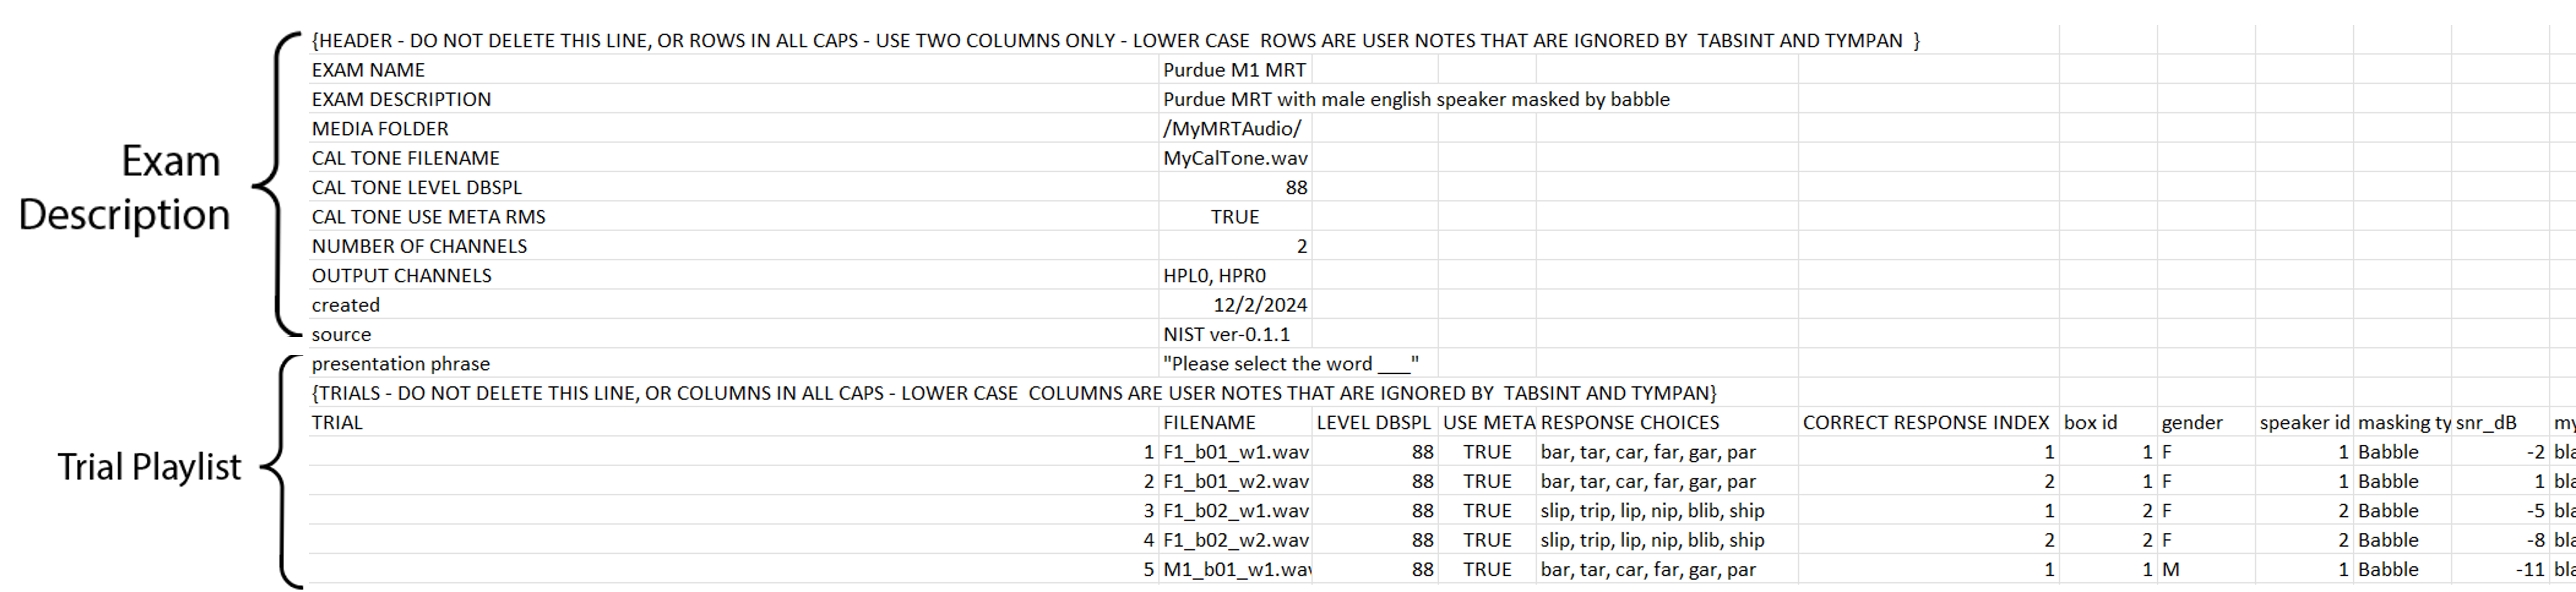 Exam
Description
{HEADER - DO NOT DELETE THIS LINE, OR ROWS IN ALL CAPS - USE TWO COLUMNS ONLY - LOWER CASE  ROWS ARE USER NOTES THAT ARE IGNORED BY  TABSINT AND TYMPAN  }
EXAM NAME Purdue M1 MRT
EXAM DESCRIPTION Purdue MRT with male english speaker masked by babble
MEDIA FOLDER /MyMRTAudio/
CAL TONE FILENAME MyCalTone.wav
CAL TONE LEVEL DBSPL 88
CAL TONE USE META RMS TRUE
NUMBER OF CHANNELS 2
OUTPUT CHANNELS HPL0, HPR0
created 12/2/2024
source NIST ver-0.1.1
Trial Playlist
presentation phrase "Please select the word ___"
{TRIALS - DO NOT DELETE THIS LINE, OR COLUMNS IN ALL CAPS - LOWER CASE  COLUMNS ARE USER NOTES THAT ARE IGNORED BY  TABSINT AND TYMPAN}
TRIAL FILENAME LEVEL DBSPL USE META RESPONSE CHOICES CORRECT RESPONSE INDEX box id gender speaker id masking ty snr_dB my
1 F1_b01_w1.wav 88 TRUE bar, tar, car, far, gar, par 1 1 F 1 Babble -2 bla
2 F1_b01_w2.wav 88 TRUE bar, tar, car, far, gar, par 2 1 F 1 Babble 1 bla
3 F1_b02_w1.wav 88 TRUE slip, trip, lip, nip, blib, ship 1 2 F 2 Babble -5 bla
4 F1_b02_w2.wav 88 TRUE slip, trip, lip, nip, blib, ship 2 2 F 2 Babble -8 bla
5 M1_b01_w1.wav 88 TRUE bar, tar, car, far, gar, par 1 1 M 1 Babble -11 bla